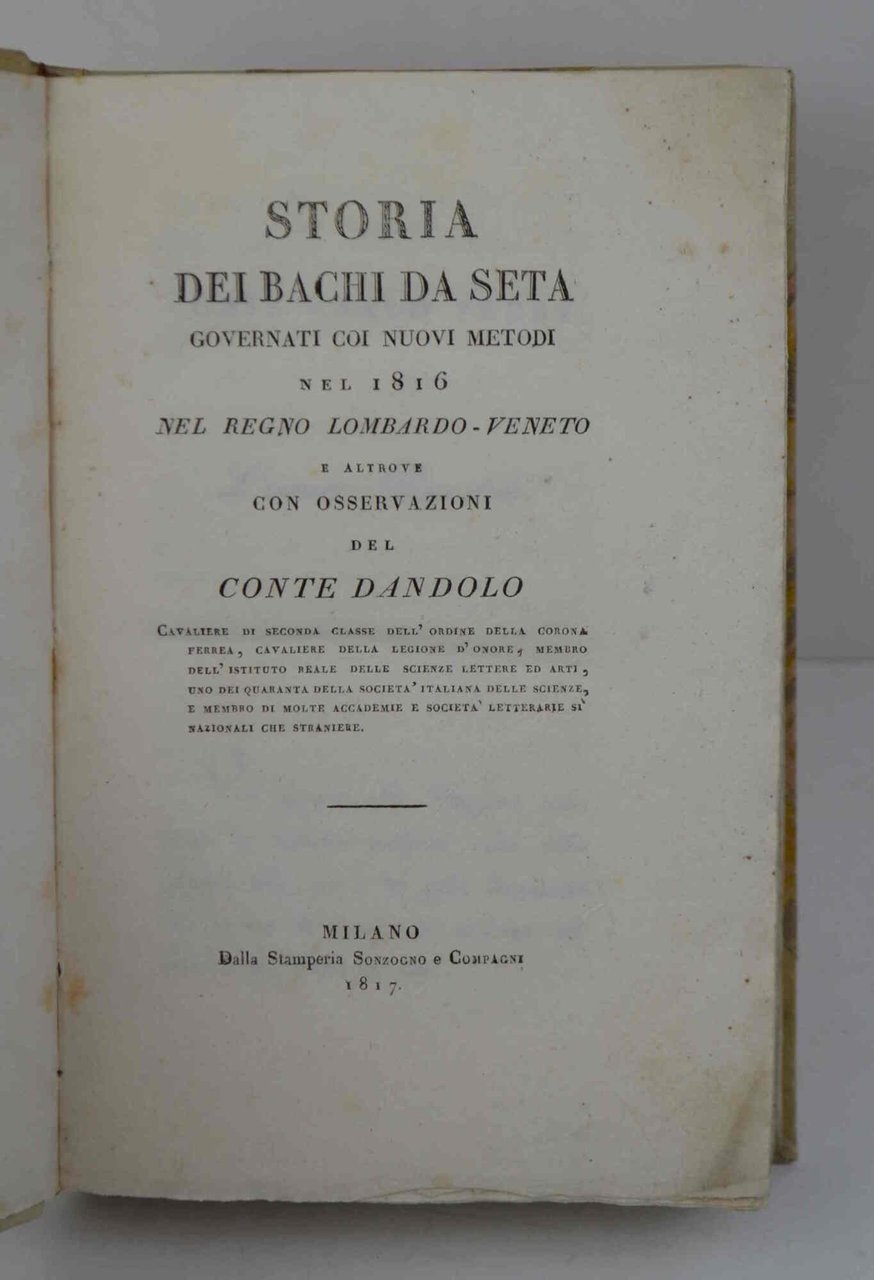 STORIA
DEI BACHI DA SETA
GOVERNATI COI NUOVI METODI
NEL 1816
NEL REGNO LOMBARDO-VENETO
E ALTROVE
CON OSSERVAZIONI
DEL
CONTE DANDOLO
CAVALIERE DI SECONDA CLASSE DELL' ORDINE DELLA CORONA
FERREA, CAVALIERE DELLA LEGIONE D'ONORE, MEMBRO
DELL' ISTITUTO REALE DELLE SCIENZE LETTERE ED ARTI,
UNO DEI QUARANTA DELLA SOCIETA' ITALIANA DELLE SCIENZE,
E MEMBRO DI MOLTE ACCADEMIE E SOCIETA' LETTERARIE SI'
NAZIONALI CHE STRANIERE.
MILANO
Dalla Stamperia SONZOGNO e COMPAGNI
1817.